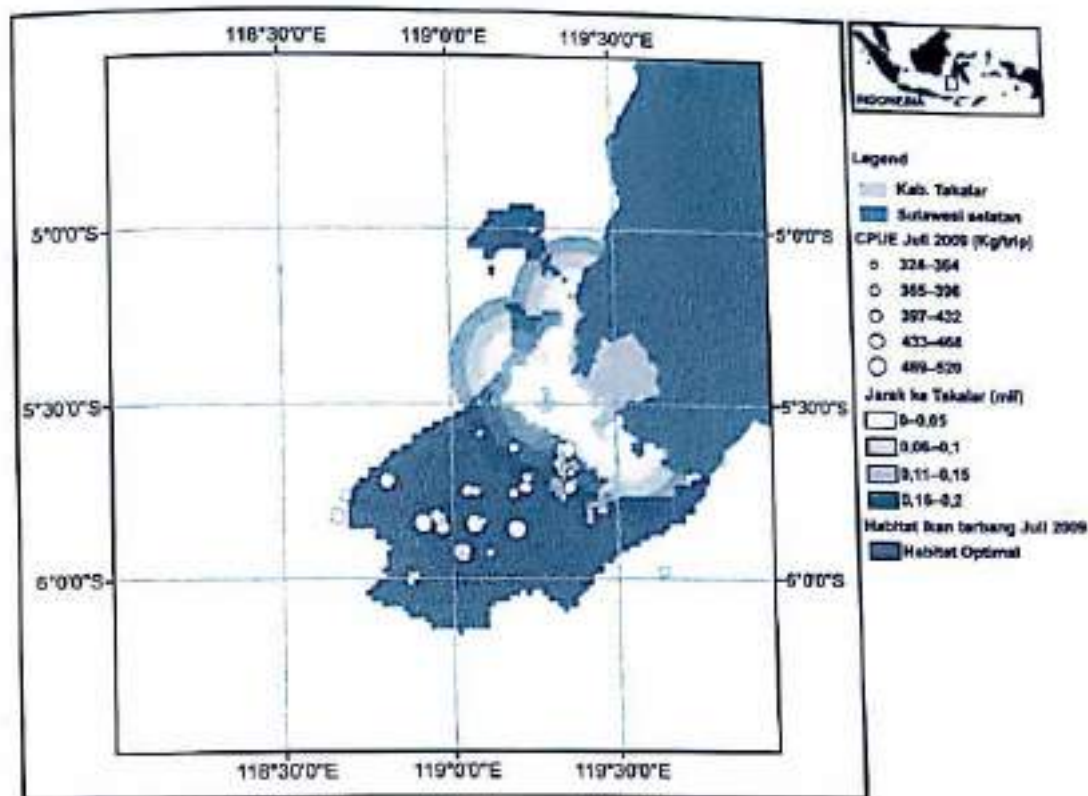 118°30'0"E 119°0'0"E 119°30'0"E
INDONESIA
Legend
Kab. Takalar
Sulawesi selatan
CPUE Juli 2009 (Kg/trip)
324–364
365–396
397–432
433–468
469–520
Jarak ke Takalar (mil)
0–0,05
0,06–0,1
0,11–0,15
0,16–0,2
Habitat ikan terbang Juli 2009
Habitat Optimal
5°0'0"S 5°0'0"S
5°30'0"S 5°30'0"S
6°0'0"S 6°0'0"S
118°30'0"E 119°0'0"E 119°30'0"E